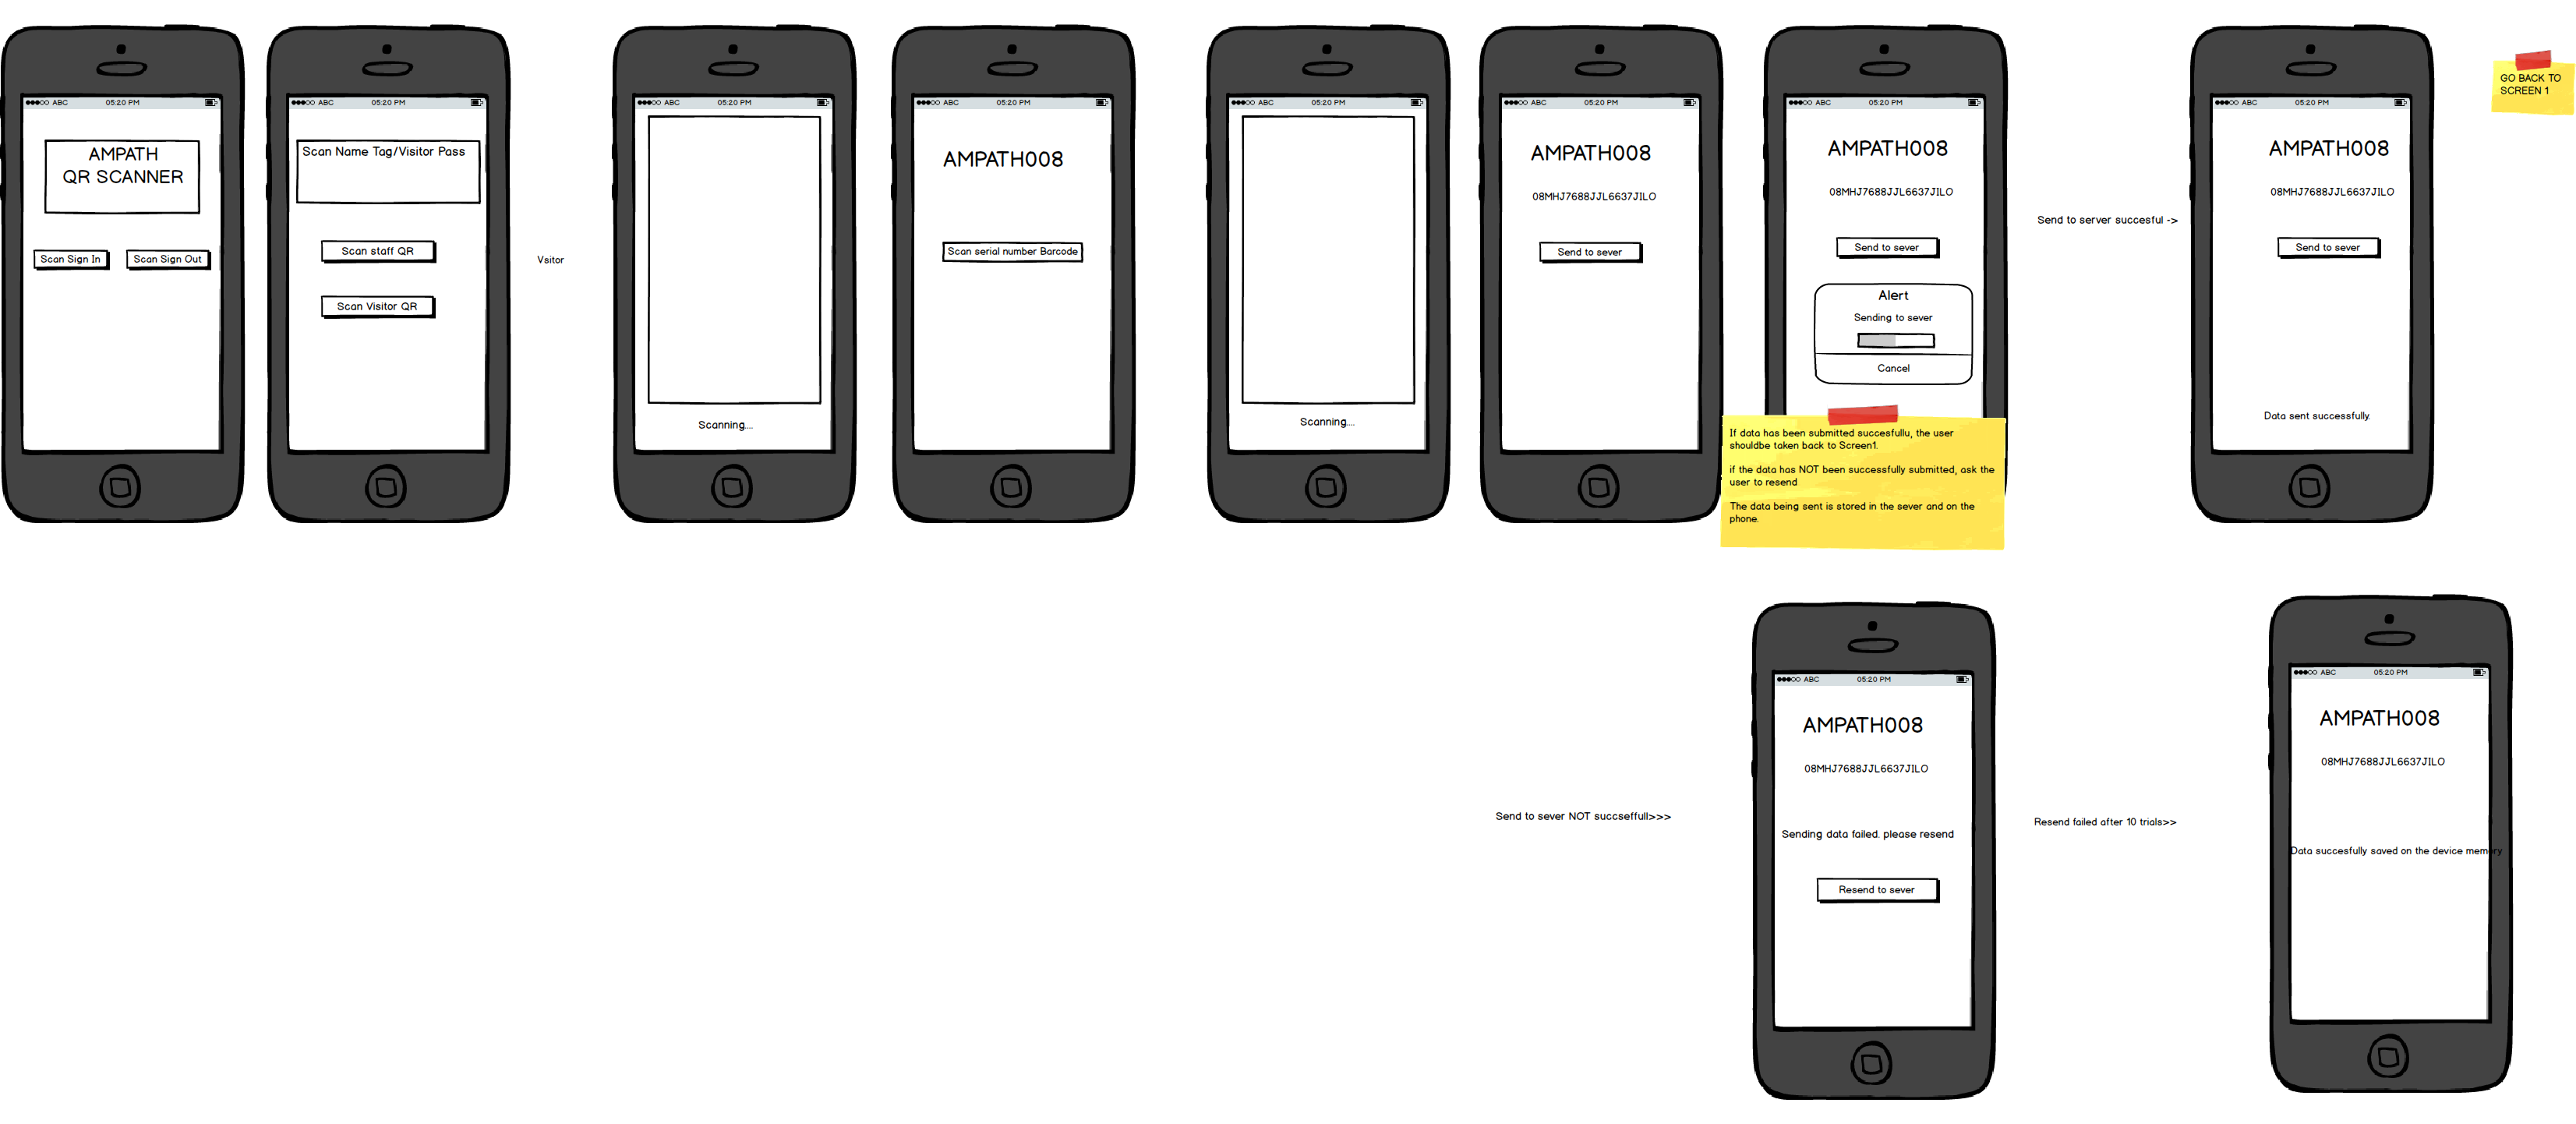 ●●●○○ ABC 05:20 PM
AMPATH
QR SCANNER
Scan Sign In
Scan Sign Out
●●●○○ ABC 05:20 PM
Scan Name Tag/Visitor Pass
Scan staff QR
Scan Visitor QR
Vsitor
●●●○○ ABC 05:20 PM
Scanning....
●●●○○ ABC 05:20 PM
AMPATH008
Scan serial number Barcode
●●●○○ ABC 05:20 PM
Scanning....
●●●○○ ABC 05:20 PM
AMPATH008
08MHJ7688JJL6637JILO
Send to sever
●●●○○ ABC 05:20 PM
AMPATH008
08MHJ7688JJL6637JILO
Send to sever
Alert
Sending to sever
Cancel
If data has been submitted succesfullu, the user
shouldbe taken back to Screen1.
if the data has NOT been successfully submitted, ask the
user to resend
The data being sent is stored in the sever and on the
phone.
Send to server succesful ->
●●●○○ ABC 05:20 PM
AMPATH008
08MHJ7688JJL6637JILO
Send to sever
Data sent successfully.
GO BACK TO
SCREEN 1
Send to sever NOT succseffull>>>
●●●○○ ABC 05:20 PM
AMPATH008
08MHJ7688JJL6637JILO
Sending data failed. please resend
Resend to sever
Resend failed after 10 trials>>
●●●○○ ABC 05:20 PM
AMPATH008
08MHJ7688JJL6637JILO
Data succesfully saved on the device memory